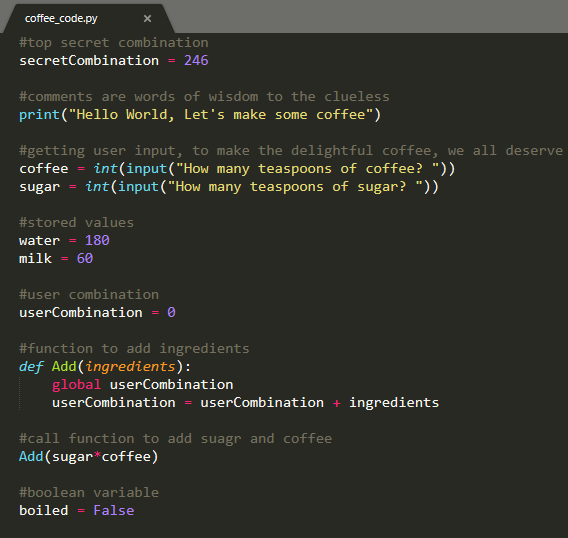 coffee_code.py ×
#top secret combination
secretCombination = 246
#comments are words of wisdom to the clueless
print("Hello World, Let's make some coffee")
#getting user input, to make the delightful coffee, we all deserve
coffee = int(input("How many teaspoons of coffee? "))
sugar = int(input("How many teaspoons of sugar? "))
#stored values
water = 180
milk = 60
#user combination
userCombination = 0
#function to add ingredients
def Add(ingredients):
    global userCombination
    userCombination = userCombination + ingredients
#call function to add suagr and coffee
Add(sugar*coffee)
#boolean variable
boiled = False